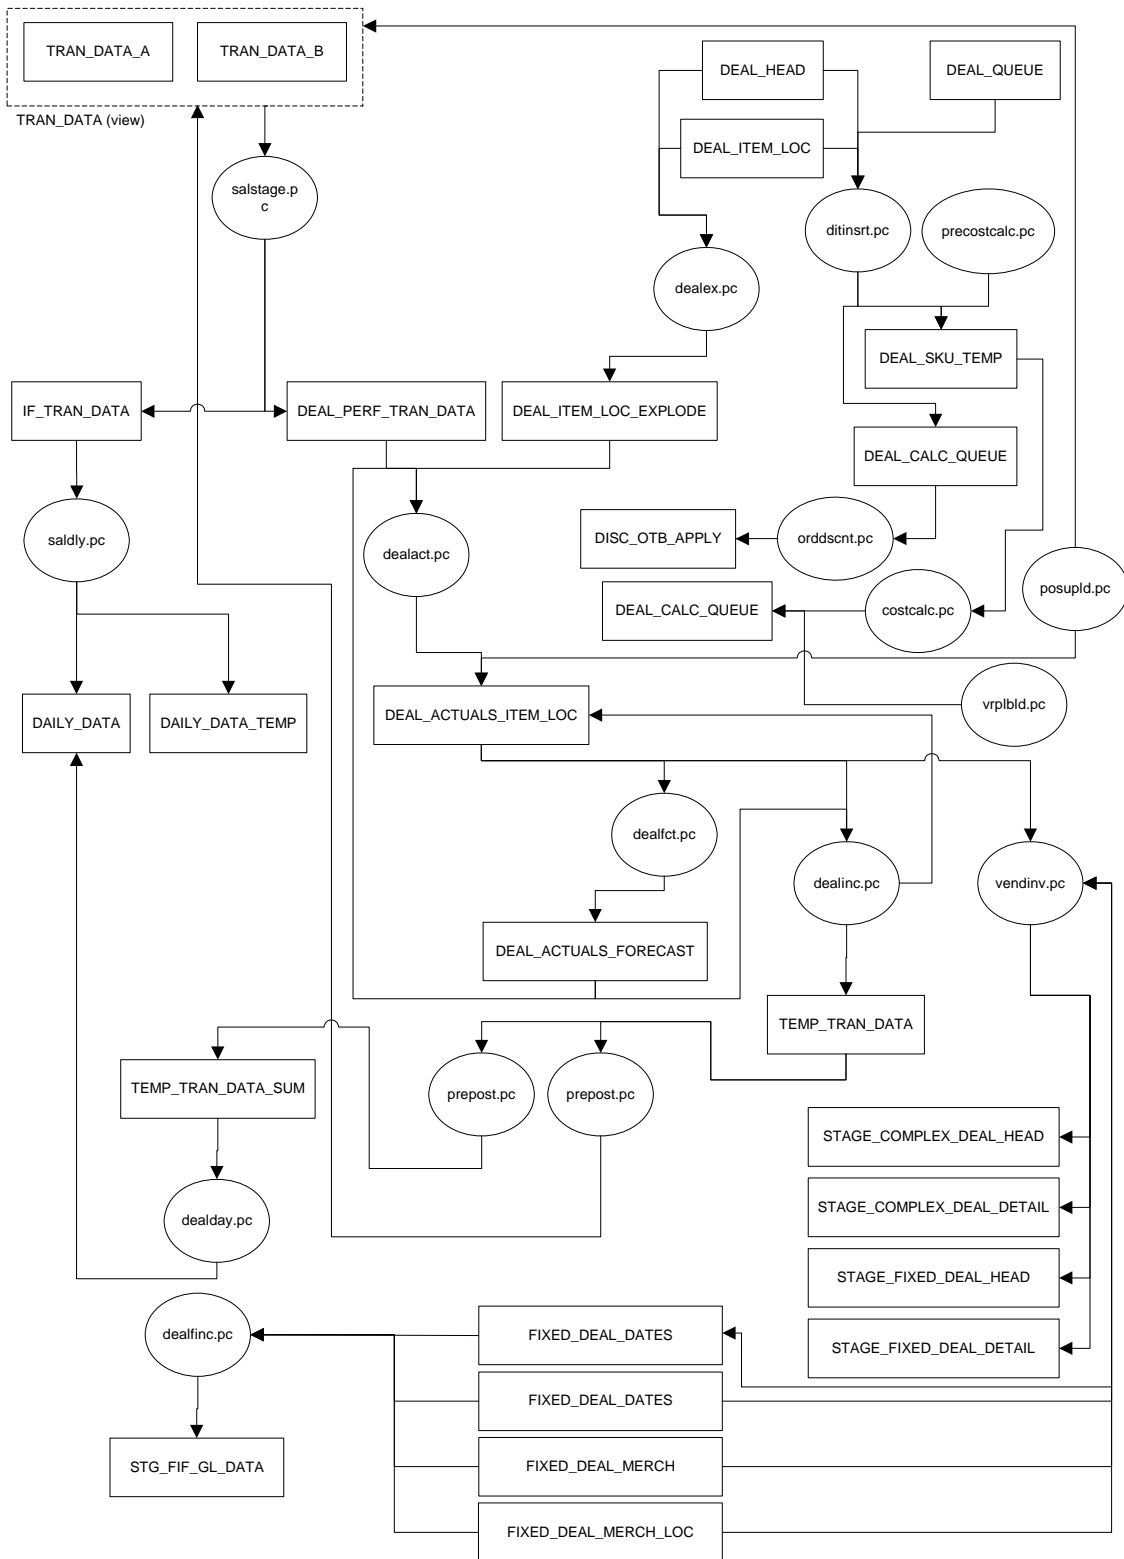 TRAN_DATA_A
TRAN_DATA_B
DEAL_HEAD
DEAL_QUEUE
TRAN_DATA (view)
DEAL_ITEM_LOC
salstage.p
c
ditinsrt.pc
precostcalc.pc
dealex.pc
DEAL_SKU_TEMP
IF_TRAN_DATA
DEAL_PERF_TRAN_DATA
DEAL_ITEM_LOC_EXPLODE
DEAL_CALC_QUEUE
saldly.pc
dealact.pc
DISC_OTB_APPLY
orddscnt.pc
posupld.pc
DEAL_CALC_QUEUE
costcalc.pc
DAILY_DATA
DAILY_DATA_TEMP
DEAL_ACTUALS_ITEM_LOC
vrplbld.pc
dealfct.pc
dealinc.pc
vendinv.pc
DEAL_ACTUALS_FORECAST
TEMP_TRAN_DATA
TEMP_TRAN_DATA_SUM
prepost.pc
prepost.pc
STAGE_COMPLEX_DEAL_HEAD
STAGE_COMPLEX_DEAL_DETAIL
dealday.pc
STAGE_FIXED_DEAL_HEAD
dealfinc.pc
FIXED_DEAL_DATES
STAGE_FIXED_DEAL_DETAIL
FIXED_DEAL_DATES
STG_FIF_GL_DATA
FIXED_DEAL_MERCH
FIXED_DEAL_MERCH_LOC